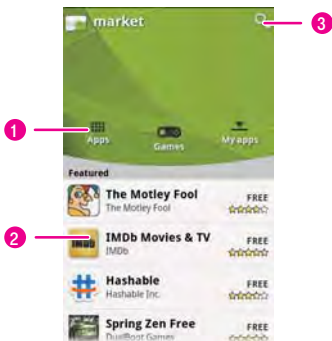 market
3
1
Apps
Games
My apps
Featured
The Motley Fool FREE
The Motley Fool
2
IMDb
IMDb Movies & TV FREE
IMDb
Hashable FREE
Hashable Inc.
Spring Zen Free FREE
DualBoot Games